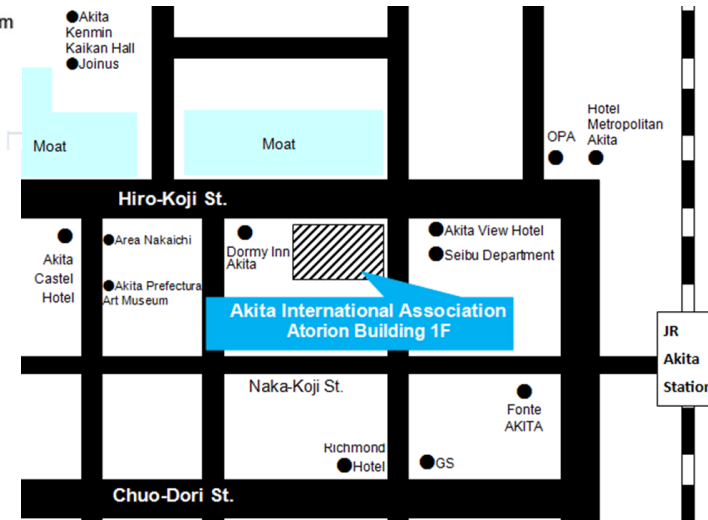 m
●Akita
Kenmin
Kaikan Hall
●Joinus
Moat
Moat
OPA
Hotel
Metropolitan
Akita
Hiro-Koji St.
Akita
Castel
Hotel
●Area Nakaichi
●Akita Prefectura
Art Museum
Dormy Inn
Akita
●Akita View Hotel
●Seibu Department
Akita International Association
Atorion Building 1F
JR
Akita
Station
Naka-Koji St.
Fonte
AKITA
Richmond
●Hotel
●GS
Chuo-Dori St.